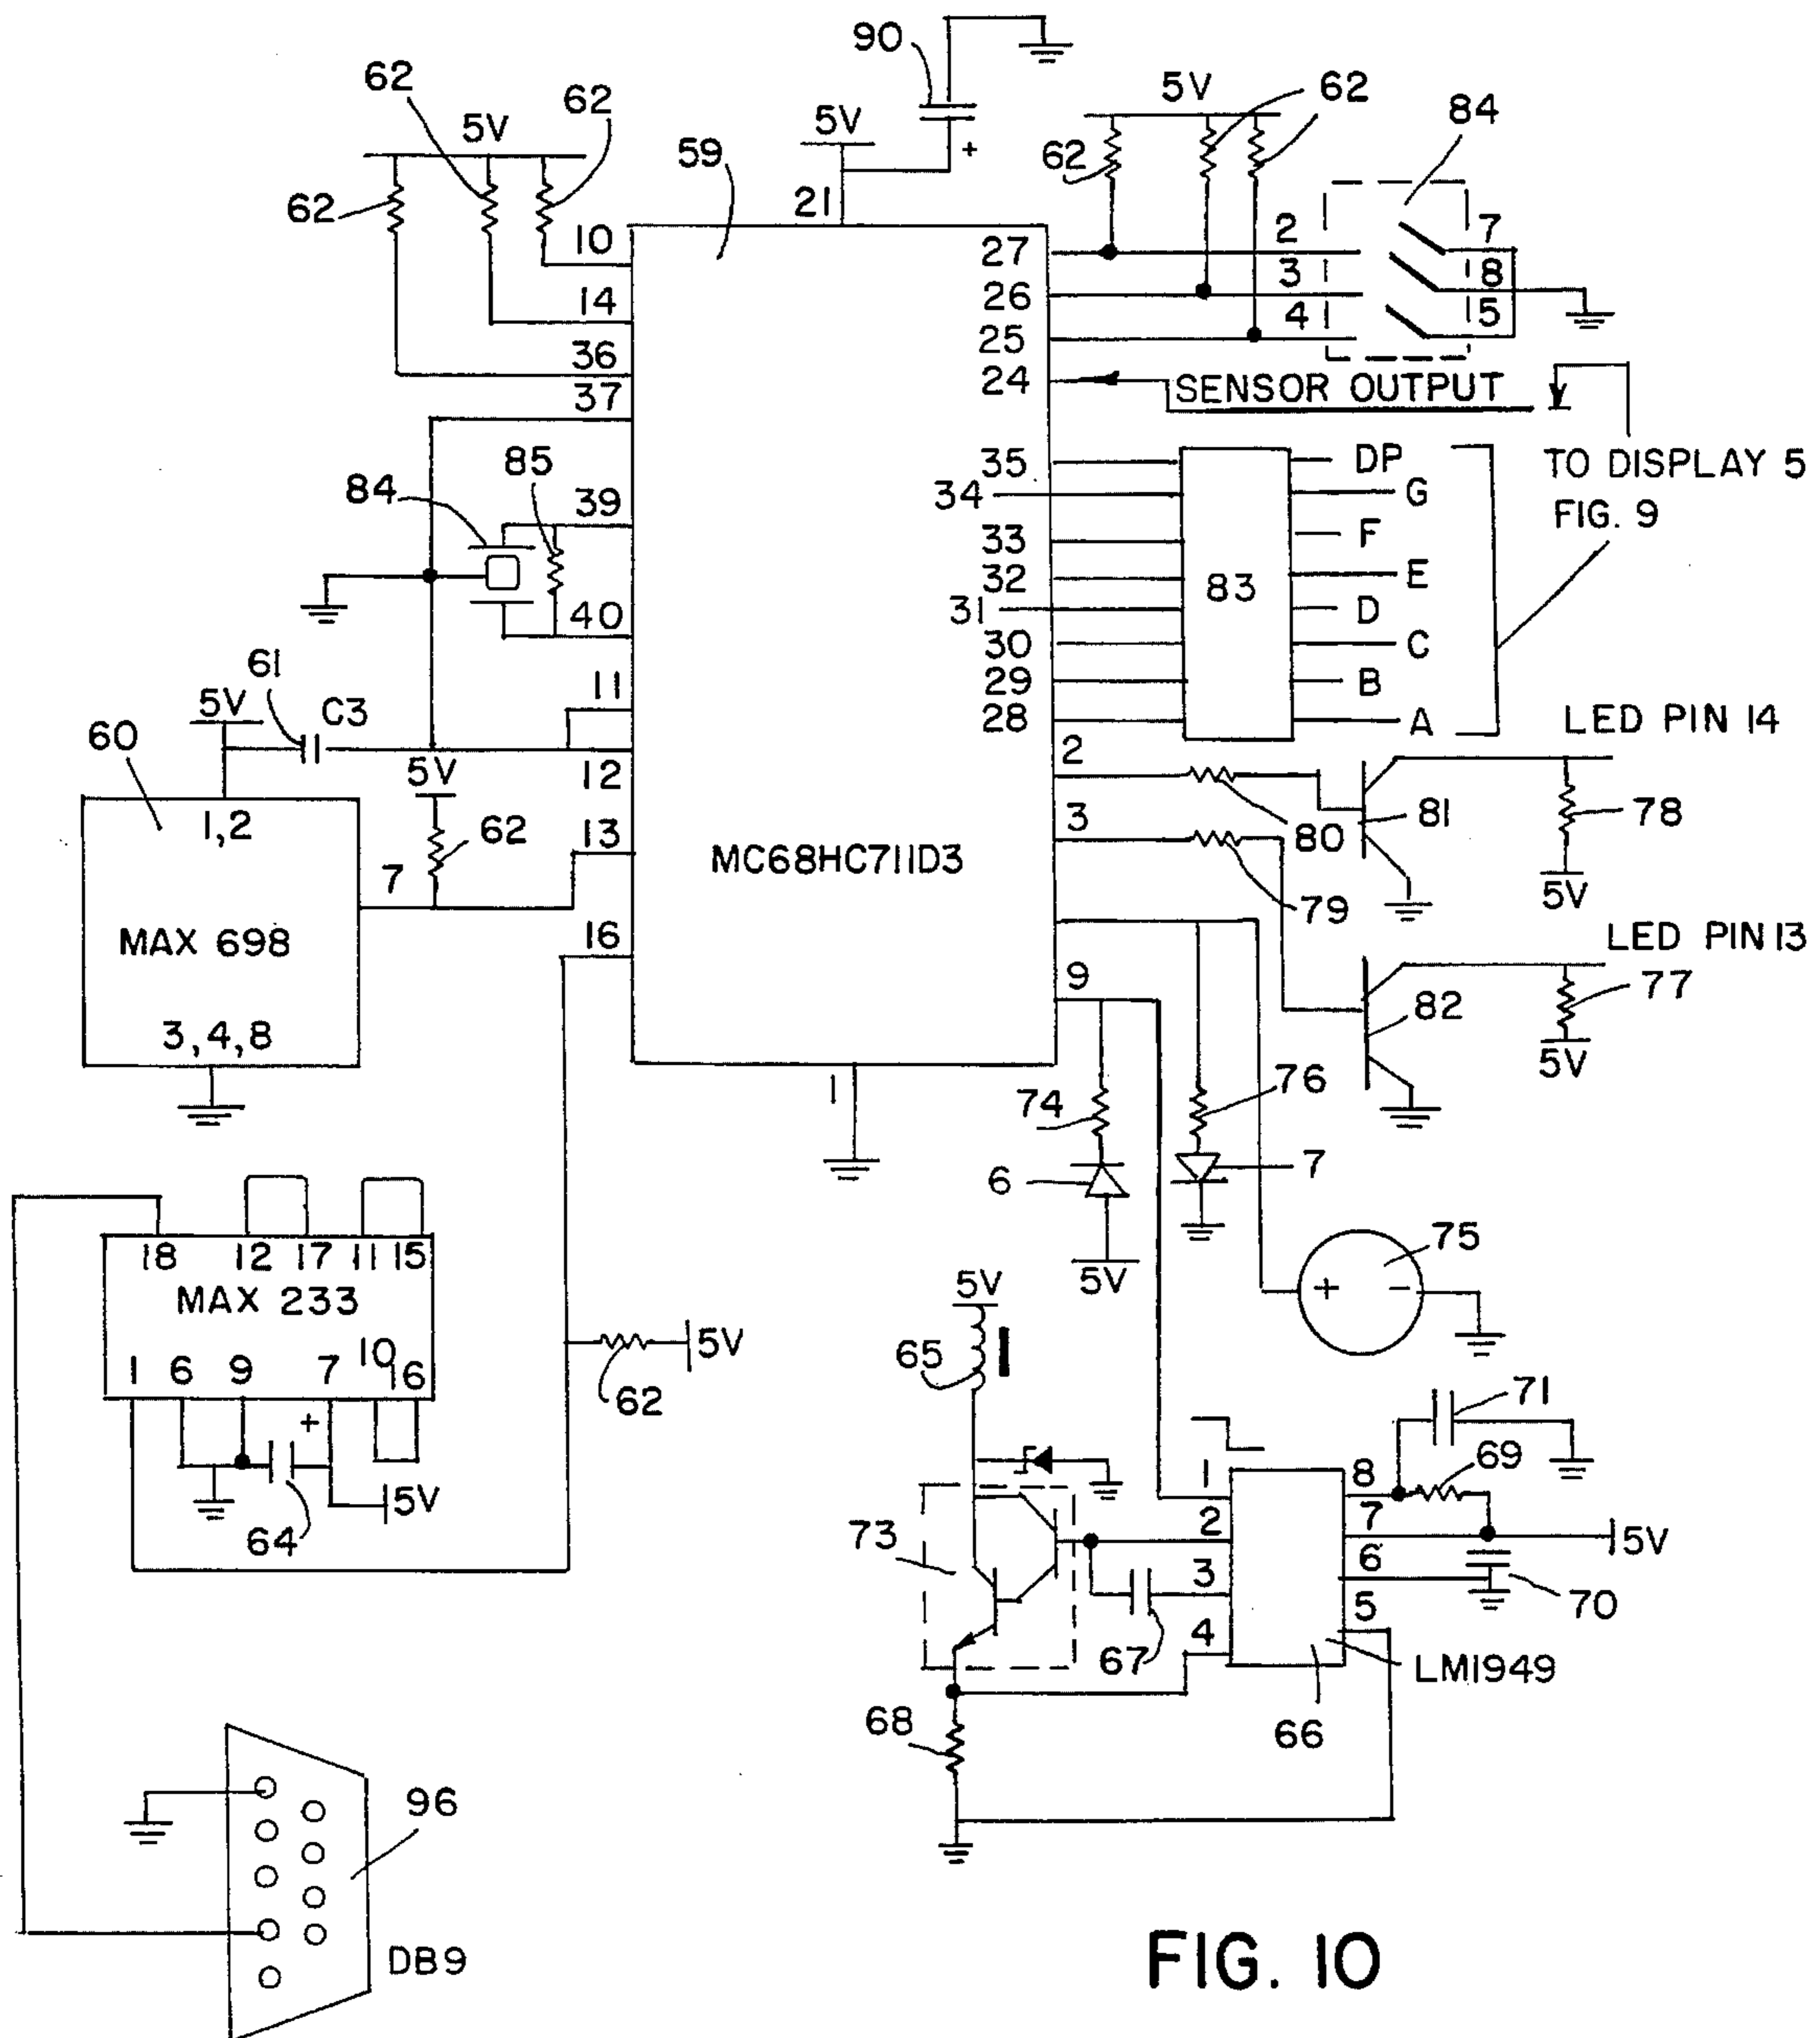 90
62
5V
62
62
62
59
5V
+
21
5V
62
62
84
10
14
36
37
27
26
25
24
2
3
4
7
8
5
SENSOR OUTPUT
TO DISPLAY 5
FIG. 9
85
84
39
40
35
34
33
32
31
30
29
28
83
DP
G
F
E
D
C
B
A
61
5V
C3
11
12
60
1,2
5V
62
13
7
MAX 698
3,4,8
16
MC68HC711D3
2
3
80
81
LED PIN 14
78
5V
79
82
LED PIN 13
77
5V
9
1
74
6
5V
76
7
75
+ -
18 12 17 11 15
MAX 233
1 6 9 7 10 16
+
64
5V
62
5V
5V
65
73
1
2
3
4
67
68
8
7
6
5
71
69
5V
70
LM1949
66
96
DB9
FIG. 10